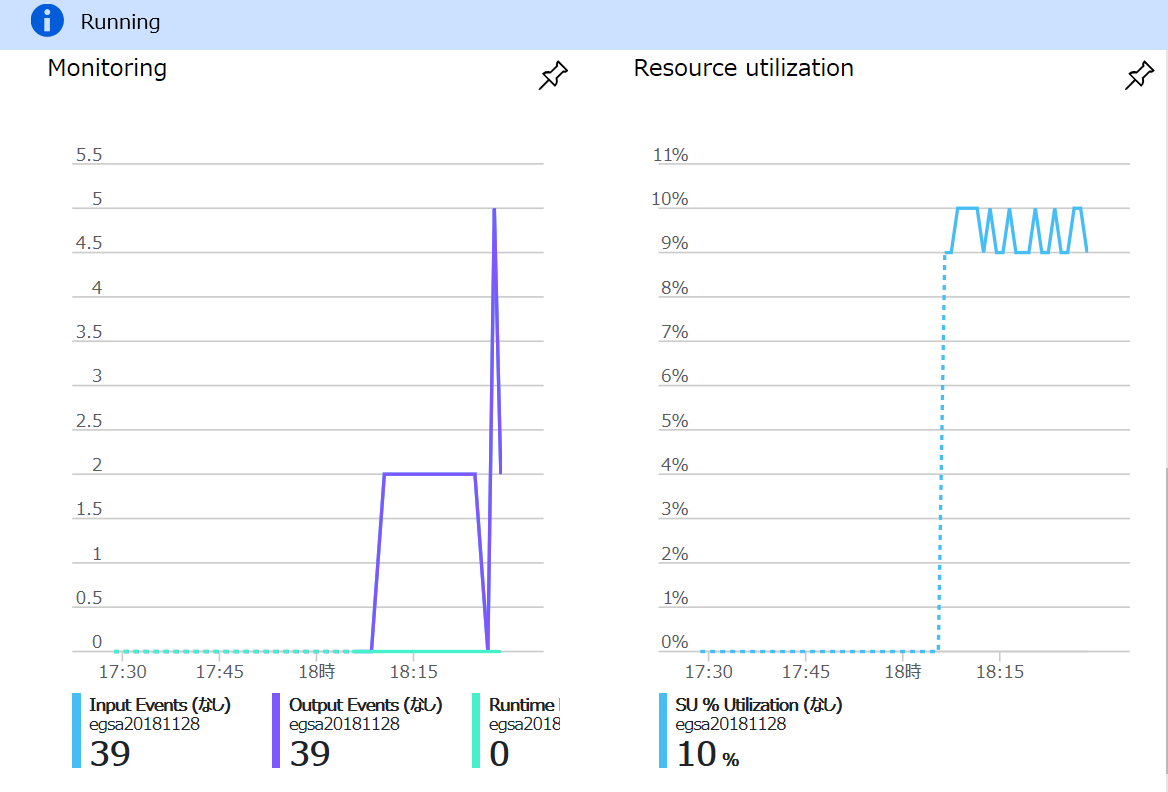 Running
Monitoring
5.5
5
4.5
4
3.5
3
2.5
2
1.5
1
0.5
0
17:30 17:45 18時 18:15
Input Events (なし)
egsa20181128
39
Output Events (なし)
egsa20181128
39
Runtime
egsa2018
0
Resource utilization
11%
10%
9%
8%
7%
6%
5%
4%
3%
2%
1%
0%
17:30 17:45 18時 18:15
SU % Utilization (なし)
egsa20181128
10 %